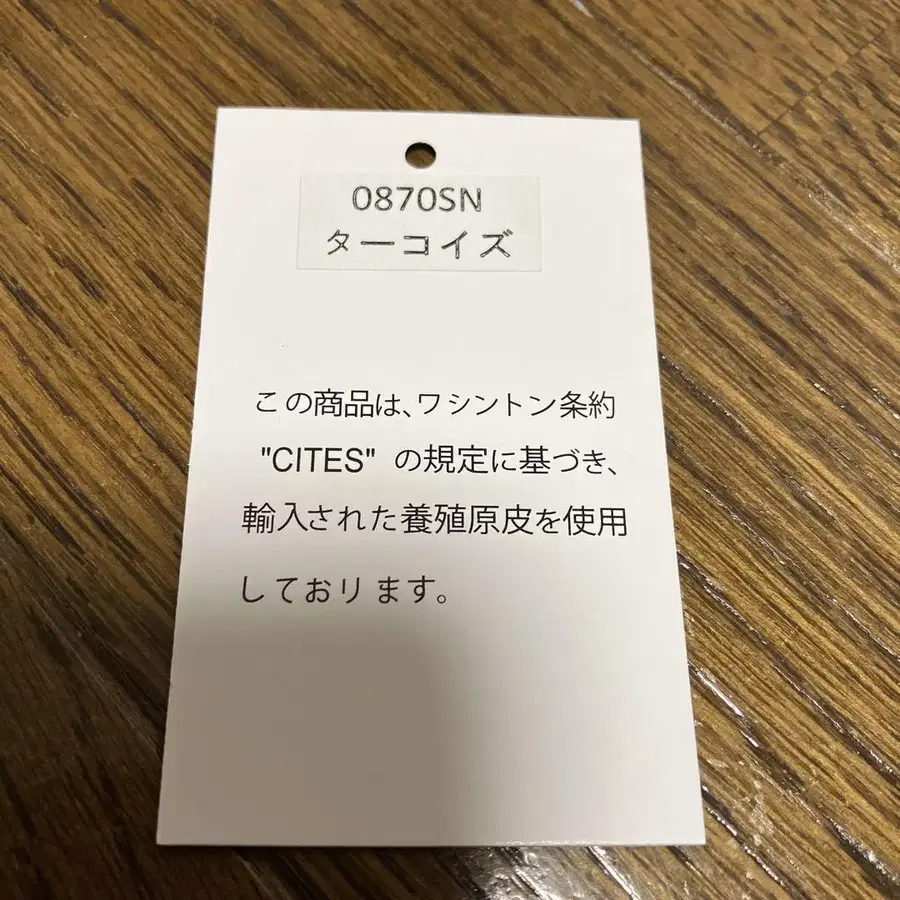 0870SN
ターコイズ
この商品は、ワシントン条約
"CITES" の規定に基づき、
輸入された養殖原皮を使用
しております。